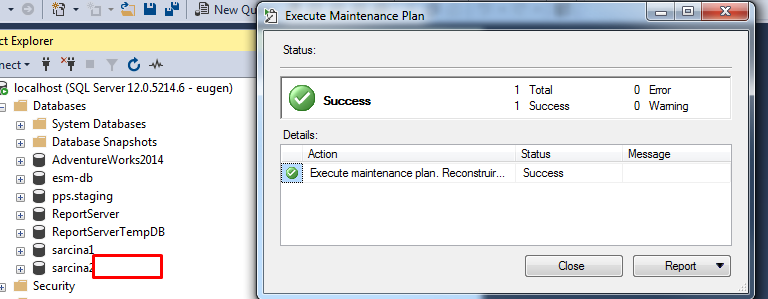 New Qu
Execute Maintenance Plan
ct Explorer
nect
localhost (SQL Server 12.0.5214.6 - eugen)
Databases
System Databases
Database Snapshots
AdventureWorks2014
esm-db
pps.staging
ReportServer
ReportServerTempDB
sarcina1
sarcina2
Security
Status:
Success
1 Total 0 Error
1 Success 0 Warning
Details:
Action Status Message
Execute maintenance plan. Reconstruir... Success
Close Report